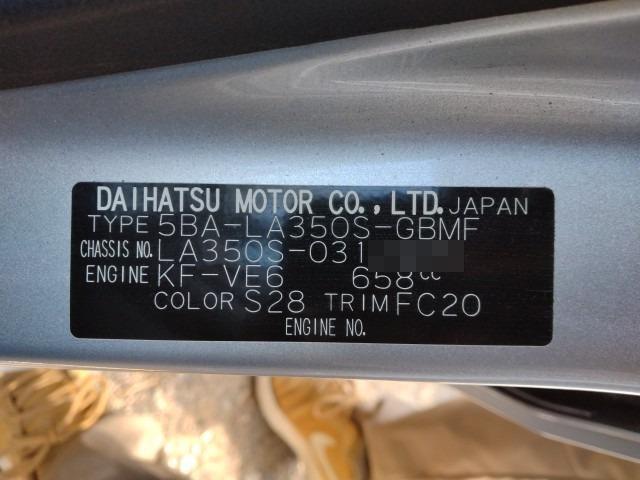 DAIHATSU MOTOR CO., LTD. JAPAN
TYPE 5BA-LA350S-GBMF
CHASSIS NO. LA350S-031
ENGINE KF-VE6 658cc
COLOR S28 TRIM FC20
ENGINE NO.